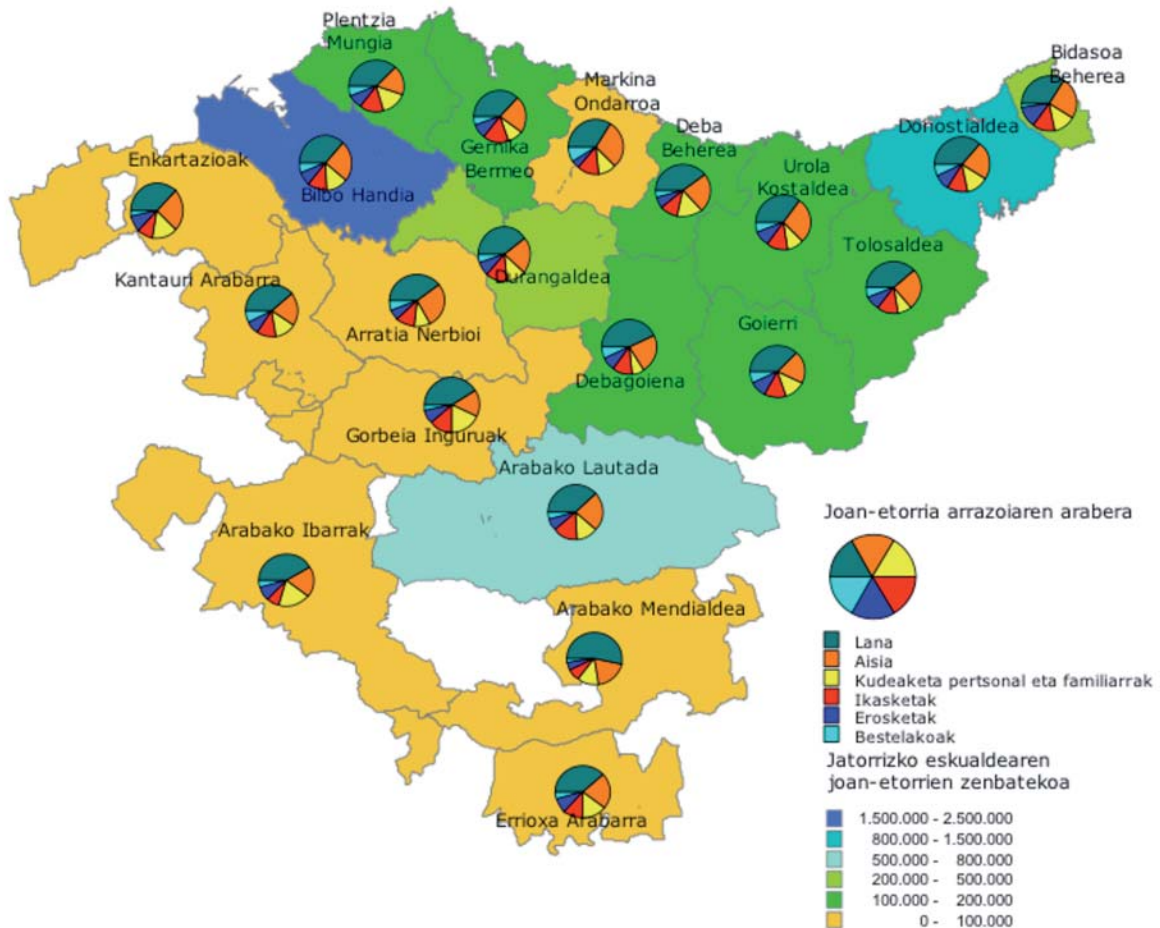 Plentzia
Mungia
Bidasoa
Beherea
Markina
Ondarroa
Deba
Beherea
Donostialdea
Gernika
Bermeo
Urola
Kostaldea
Enkartazioak
Bilbo Handia
Tolosaldea
Kantauri Arabarra
Durangaldea
Arratia Nerbioi
Goierri
Debagoiena
Gorbeia Inguruak
Arabako Lautada
Arabako Ibarrak
Arabako Mendialdea
Errioxa Arabarra
Joan-etorria arrazoiaren arabera
Lana
Aisia
Kudeaketa pertsonal eta familiarrak
Ikasketak
Erosketak
Bestelakoak
Jatorrizko eskualdearen
joan-etorrien zenbatekoa
1.500.000 - 2.500.000
800.000 - 1.500.000
500.000 - 800.000
200.000 - 500.000
100.000 - 200.000
0 - 100.000